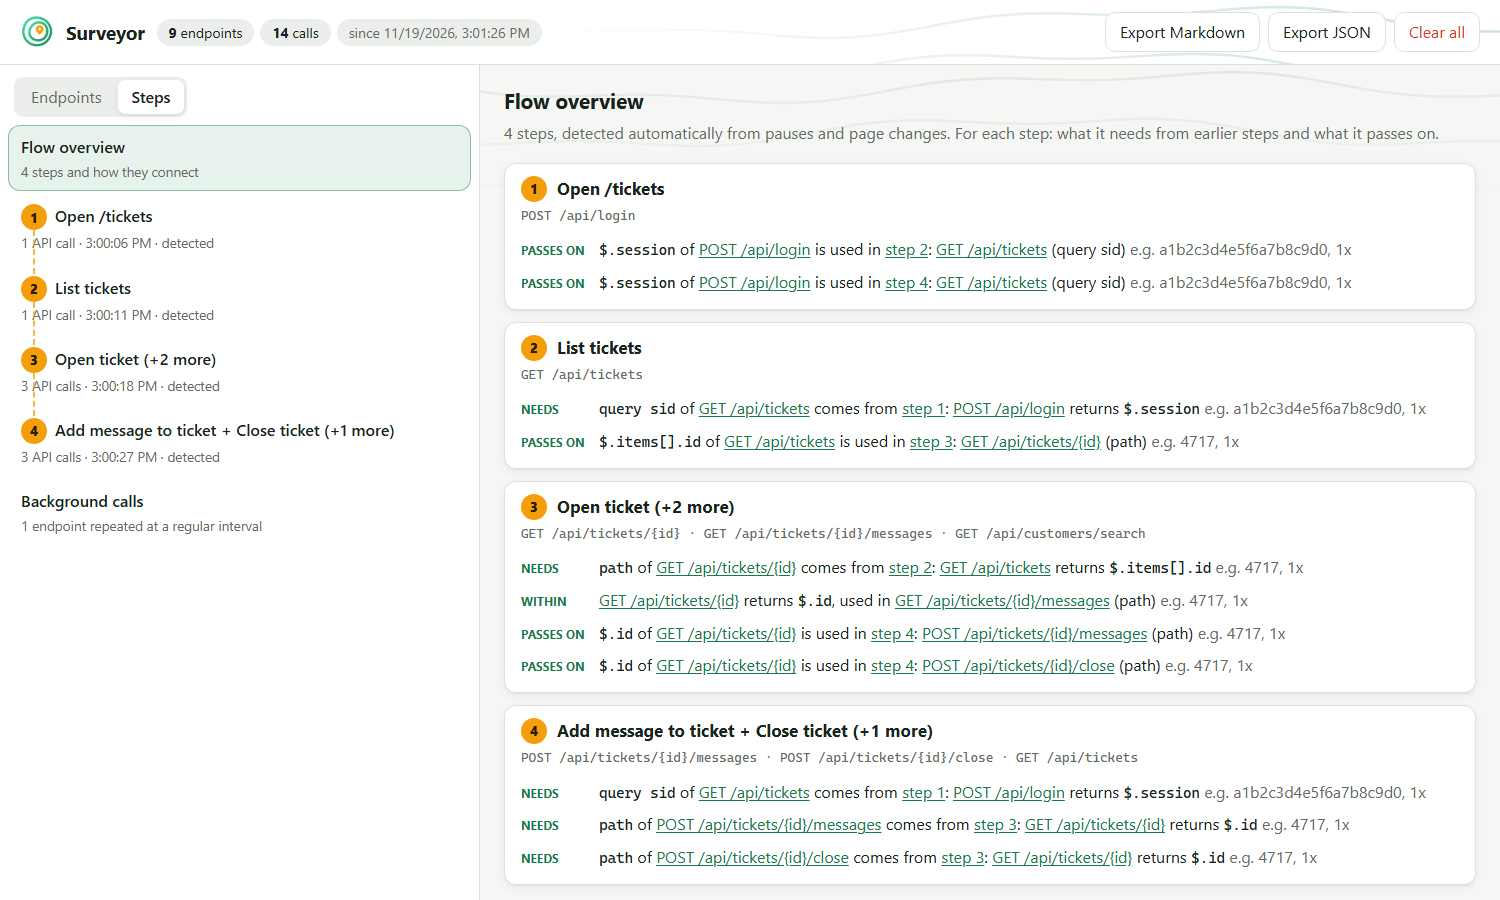 Surveyor
9 endpoints
14 calls
since 11/19/2026, 3:01:26 PM
Export Markdown
Export JSON
Clear all
Endpoints
Steps
Flow overview
4 steps and how they connect
1 Open /tickets
1 API call · 3:00:06 PM · detected
2 List tickets
1 API call · 3:00:11 PM · detected
3 Open ticket (+2 more)
3 API calls · 3:00:18 PM · detected
4 Add message to ticket + Close ticket (+1 more)
3 API calls · 3:00:27 PM · detected
Background calls
1 endpoint repeated at a regular interval
Flow overview
4 steps, detected automatically from pauses and page changes. For each step: what it needs from earlier steps and what it passes on.
1 Open /tickets
POST /api/login
PASSES ON $.session of POST /api/login is used in step 2: GET /api/tickets (query sid) e.g. a1b2c3d4e5f6a7b8c9d0, 1x
PASSES ON $.session of POST /api/login is used in step 4: GET /api/tickets (query sid) e.g. a1b2c3d4e5f6a7b8c9d0, 1x
2 List tickets
GET /api/tickets
NEEDS query sid of GET /api/tickets comes from step 1: POST /api/login returns $.session e.g. a1b2c3d4e5f6a7b8c9d0, 1x
PASSES ON $.items[].id of GET /api/tickets is used in step 3: GET /api/tickets/{id} (path) e.g. 4717, 1x
3 Open ticket (+2 more)
GET /api/tickets/{id} · GET /api/tickets/{id}/messages · GET /api/customers/search
NEEDS path of GET /api/tickets/{id} comes from step 2: GET /api/tickets returns $.items[].id e.g. 4717, 1x
WITHIN GET /api/tickets/{id} returns $.id, used in GET /api/tickets/{id}/messages (path) e.g. 4717, 1x
PASSES ON $.id of GET /api/tickets/{id} is used in step 4: POST /api/tickets/{id}/messages (path) e.g. 4717, 1x
PASSES ON $.id of GET /api/tickets/{id} is used in step 4: POST /api/tickets/{id}/close (path) e.g. 4717, 1x
4 Add message to ticket + Close ticket (+1 more)
POST /api/tickets/{id}/messages · POST /api/tickets/{id}/close · GET /api/tickets
NEEDS query sid of GET /api/tickets comes from step 1: POST /api/login returns $.session e.g. a1b2c3d4e5f6a7b8c9d0, 1x
NEEDS path of POST /api/tickets/{id}/messages comes from step 3: GET /api/tickets/{id} returns $.id e.g. 4717, 1x
NEEDS path of POST /api/tickets/{id}/close comes from step 3: GET /api/tickets/{id} returns $.id e.g. 4717, 1x